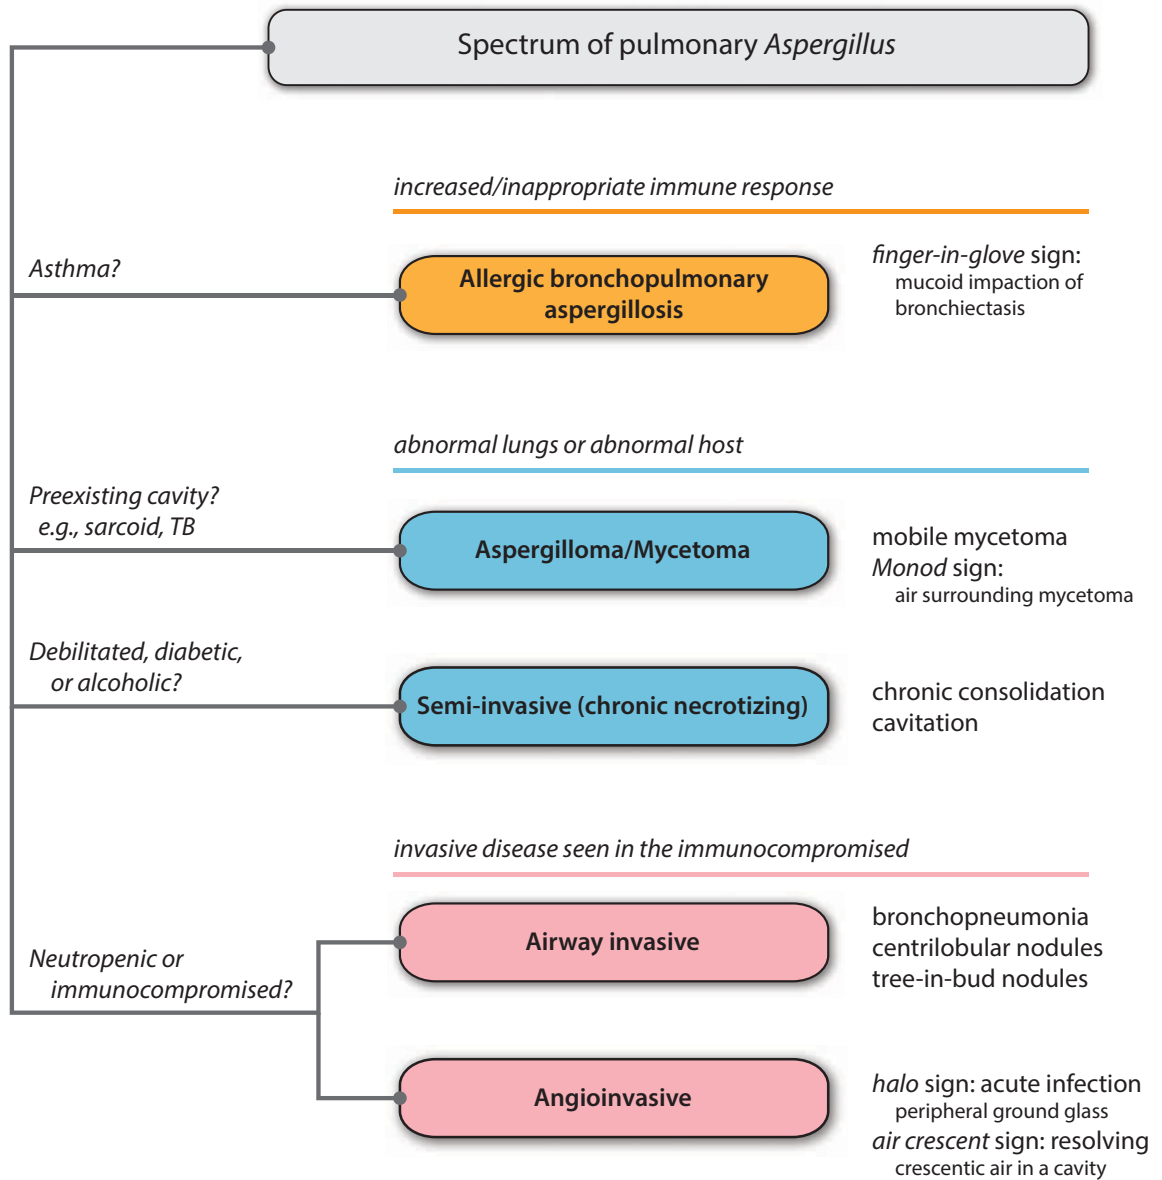 Spectrum of pulmonary Aspergillus
increased/inappropriate immune response
Asthma?
Allergic bronchopulmonary
aspergillosis
finger-in-glove sign:
mucoid impaction of
bronchiectasis
abnormal lungs or abnormal host
Preexisting cavity?
e.g., sarcoid, TB
Aspergilloma/Mycetoma
mobile mycetoma
Monod sign:
air surrounding mycetoma
Debilitated, diabetic,
or alcoholic?
Semi-invasive (chronic necrotizing)
chronic consolidation
cavitation
invasive disease seen in the immunocompromised
Neutropenic or
immunocompromised?
Airway invasive
bronchopneumonia
centrilobular nodules
tree-in-bud nodules
Angioinvasive
halo sign: acute infection
peripheral ground glass
air crescent sign: resolving
crescentic air in a cavity